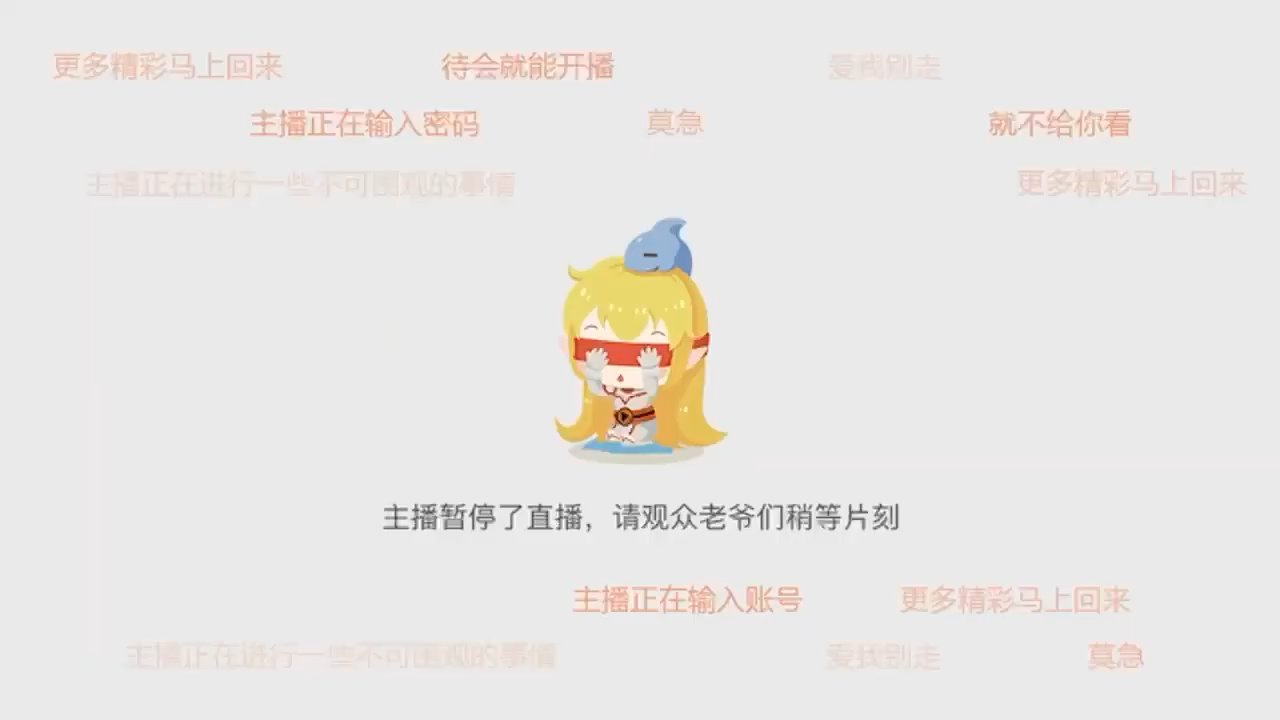 更多精彩马上回来 待会就能开播 爱我别走
主播正在输入密码 莫急 就不给你看
主播正在进行一些不可围观的事情 更多精彩马上回来
主播暂停了直播，请观众老爷们稍等片刻
主播正在输入账号 更多精彩马上回来
主播正在进行一些不可围观的事情 爱我别走 莫急